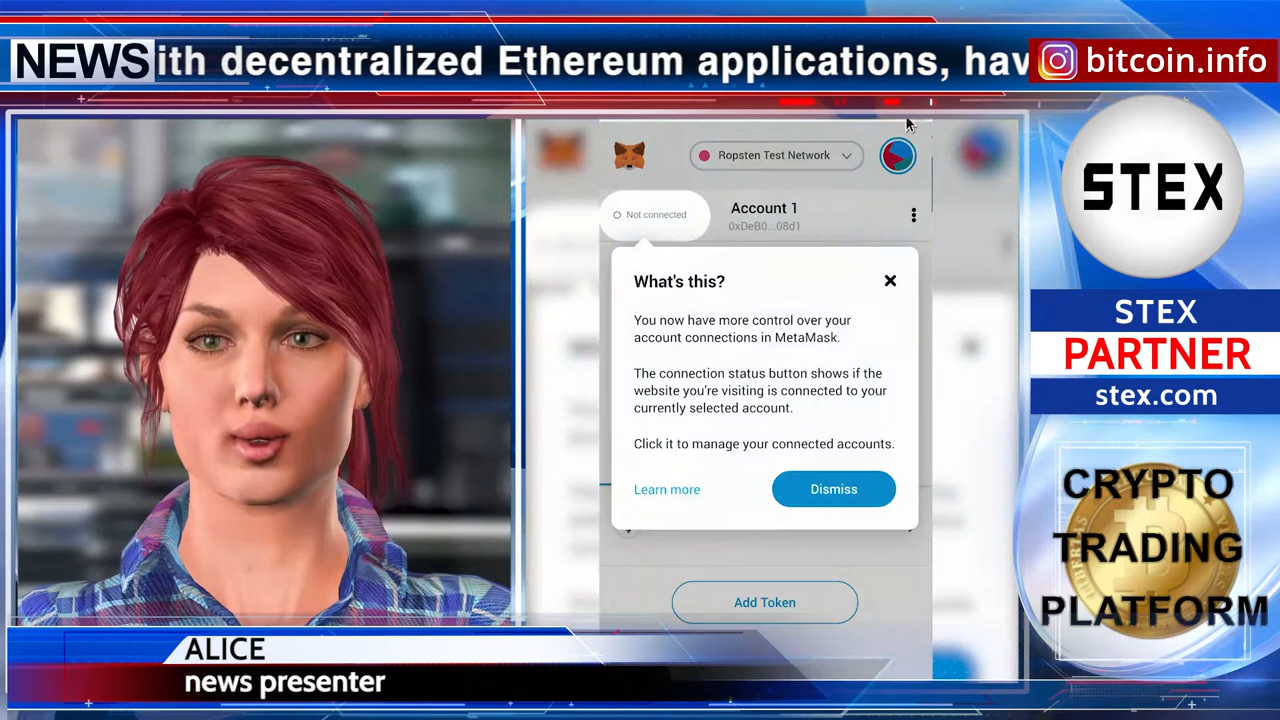 NEWS
ith decentralized Ethereum applications, hav
bitcoin.info
STEX
Ropsten Test Network
Not connected
Account 1
0xDeB0...08d1
What's this?
You now have more control over your
account connections in MetaMask.
The connection status button shows if the
website you're visiting is connected to your
currently selected account.
Click it to manage your connected accounts.
Learn more
Dismiss
Add Token
STEX
PARTNER
stex.com
CRYPTO
TRADING
PLATFORM
ALICE
news presenter